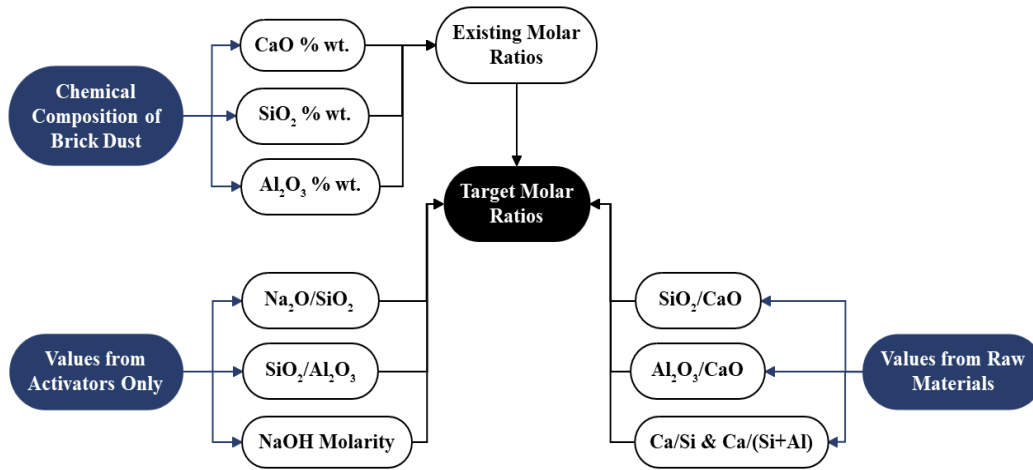 Chemical
Composition of
Brick Dust
CaO % wt.
SiO₂ % wt.
Al₂O₃ % wt.
Existing Molar
Ratios
Target Molar
Ratios
Values from
Activators Only
Na₂O/SiO₂
SiO₂/Al₂O₃
NaOH Molarity
SiO₂/CaO
Al₂O₃/CaO
Ca/Si & Ca/(Si+Al)
Values from Raw
Materials